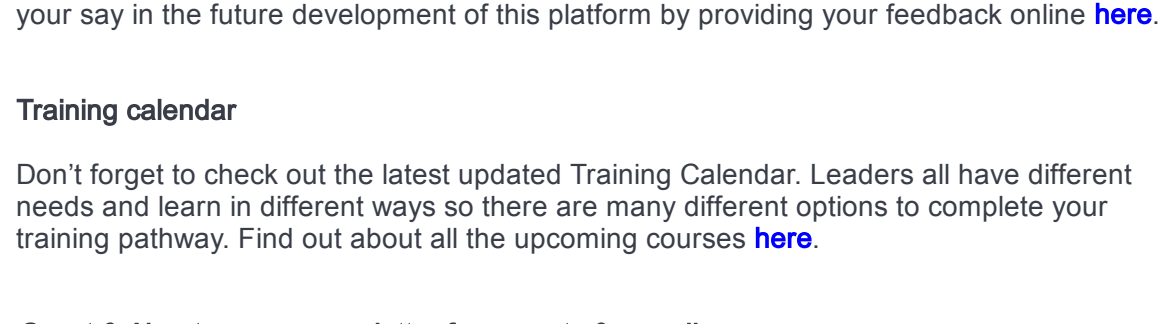 your say in the future development of this platform by providing your feedback online here.
Training calendar
Don't forget to check out the latest updated Training Calendar. Leaders all have different
needs and learn in different ways so there are many different options to complete your
training pathway. Find out about all the upcoming courses here.